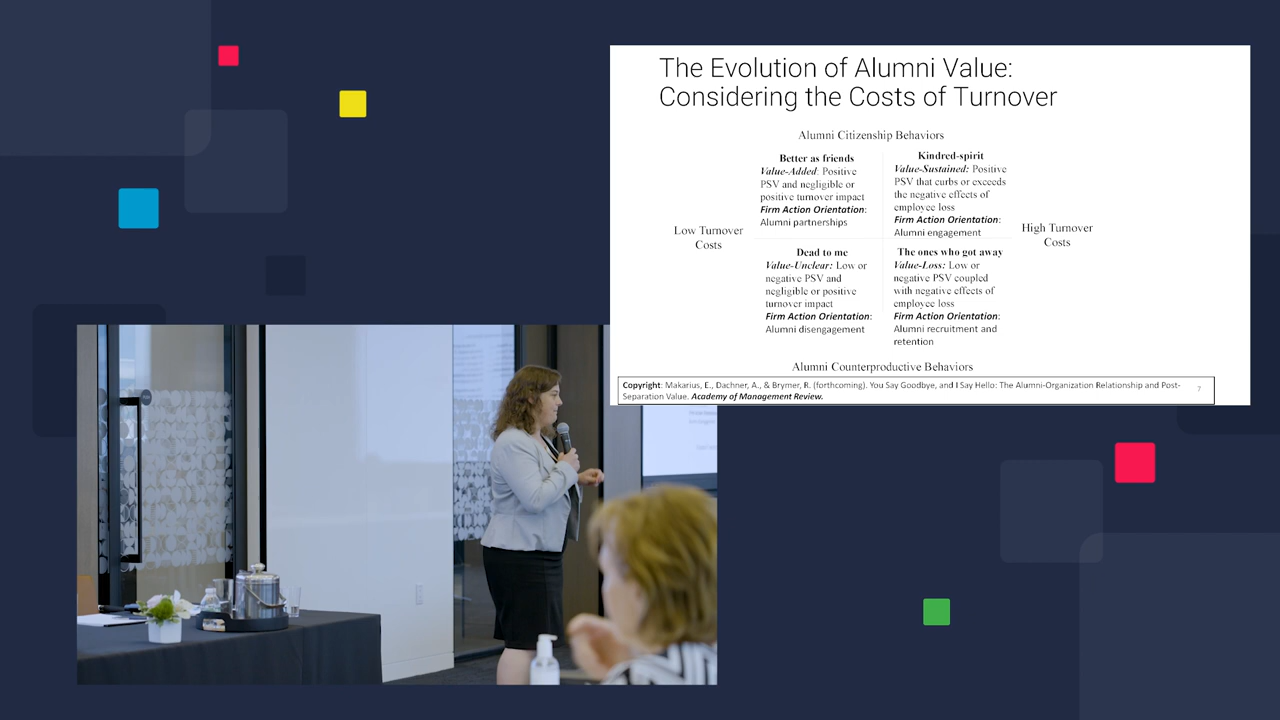 The Evolution of Alumni Value:
Considering the Costs of Turnover
Alumni Citizenship Behaviors
Better as friends
Value-Added: Positive
PSV and negligible or
positive turnover impact
Firm Action Orientation:
Alumni partnerships
Kindred-spirit
Value-Sustained: Positive
PSV that curbs or exceeds
the negative effects of
employee loss
Firm Action Orientation:
Alumni engagement
Low Turnover
Costs
High Turnover
Costs
Dead to me
Value-Unclear: Low or
negative PSV and
negligible or positive
turnover impact
Firm Action Orientation:
Alumni disengagement
The ones who got away
Value-Loss: Low or
negative PSV coupled
with negative effects of
employee loss
Firm Action Orientation:
Alumni recruitment and
retention
Alumni Counterproductive Behaviors
Copyright: Makarius, E., Dachner, A., & Brymer, R. (forthcoming). You Say Goodbye, and I Say Hello: The Alumni-Organization Relationship and Post-
Separation Value. Academy of Management Review.
7